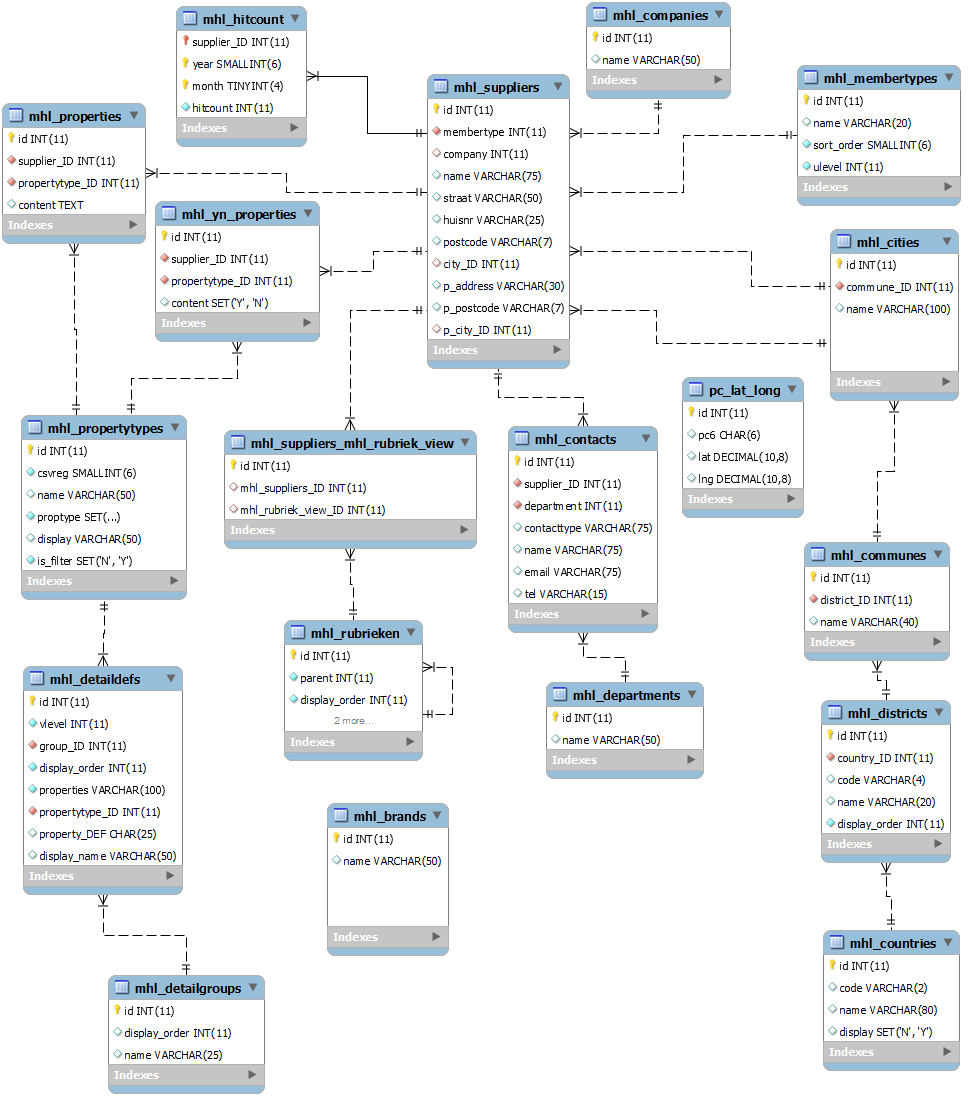 mhl_hitcount
supplier_ID INT(11)
year SMALLINT(6)
month TINYINT(4)
hitcount INT(11)
Indexes
mhl_companies
id INT(11)
name VARCHAR(50)
Indexes
mhl_suppliers
id INT(11)
membertype INT(11)
company INT(11)
name VARCHAR(75)
straat VARCHAR(50)
huisnr VARCHAR(25)
postcode VARCHAR(7)
city_ID INT(11)
p_address VARCHAR(30)
p_postcode VARCHAR(7)
p_city_ID INT(11)
Indexes
mhl_membertypes
id INT(11)
name VARCHAR(20)
sort_order SMALLINT(6)
ulevel INT(11)
Indexes
mhl_properties
id INT(11)
supplier_ID INT(11)
propertytype_ID INT(11)
content TEXT
Indexes
mhl_yn_properties
id INT(11)
supplier_ID INT(11)
propertytype_ID INT(11)
content SET('Y', 'N')
Indexes
mhl_cities
id INT(11)
commune_ID INT(11)
name VARCHAR(100)
Indexes
pc_lat_long
id INT(11)
pc6 CHAR(6)
lat DECIMAL(10,8)
lng DECIMAL(10,8)
Indexes
mhl_propertytypes
id INT(11)
csvreg SMALLINT(6)
name VARCHAR(50)
proptype SET(...)
display VARCHAR(50)
is_filter SET('N', 'Y')
Indexes
mhl_suppliers_mhl_rubriek_view
id INT(11)
mhl_suppliers_ID INT(11)
mhl_rubriek_view_ID INT(11)
Indexes
mhl_contacts
id INT(11)
supplier_ID INT(11)
department INT(11)
contacttype VARCHAR(75)
name VARCHAR(75)
email VARCHAR(75)
tel VARCHAR(15)
Indexes
mhl_communes
id INT(11)
district_ID INT(11)
name VARCHAR(40)
Indexes
mhl_rubrieken
id INT(11)
parent INT(11)
display_order INT(11)
2 more...
Indexes
mhl_detaildefs
id INT(11)
vlevel INT(11)
group_ID INT(11)
display_order INT(11)
properties VARCHAR(100)
propertytype_ID INT(11)
property_DEF CHAR(25)
display_name VARCHAR(50)
Indexes
mhl_departments
id INT(11)
name VARCHAR(50)
Indexes
mhl_districts
id INT(11)
country_ID INT(11)
code VARCHAR(4)
name VARCHAR(20)
display_order INT(11)
Indexes
mhl_brands
id INT(11)
name VARCHAR(50)
Indexes
mhl_countries
id INT(11)
code VARCHAR(2)
name VARCHAR(80)
display SET('N', 'Y')
Indexes
mhl_detailgroups
id INT(11)
display_order INT(11)
name VARCHAR(25)
Indexes